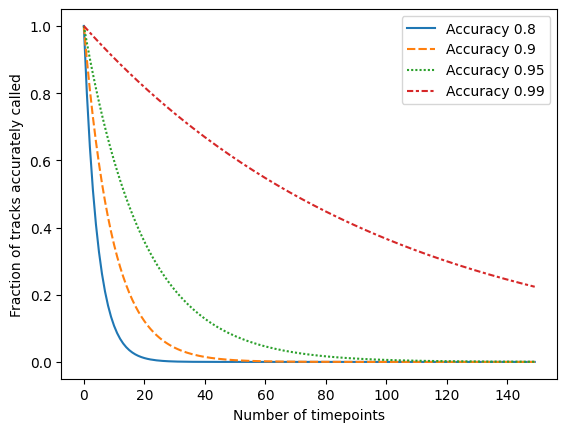 Accuracy 0.8
Accuracy 0.9
Accuracy 0.95
Accuracy 0.99
Fraction of tracks accurately called
1.0
0.8
0.6
0.4
0.2
0.0
0 20 40 60 80 100 120 140
Number of timepoints